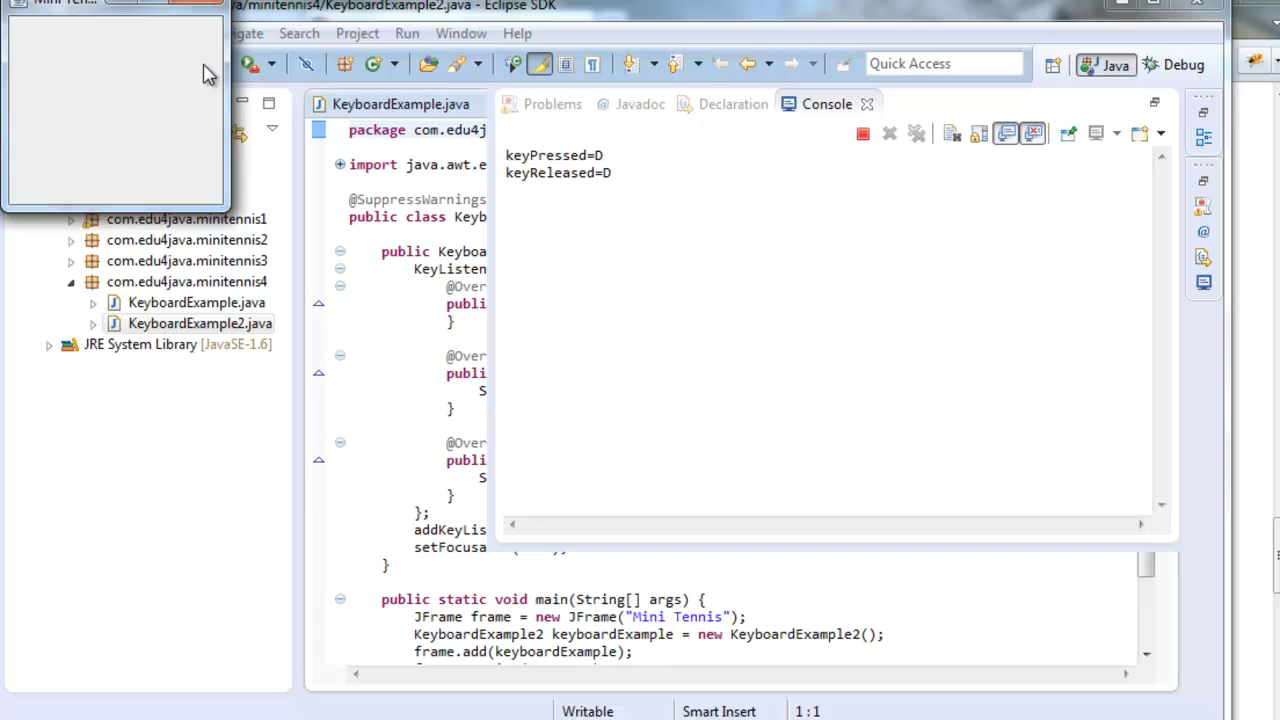 Mini Ten...
va/minitennis4/KeyboardExample2.java - Eclipse SDK
igate Search Project Run Window Help
Quick Access
Java
Debug
KeyboardExample.java
Problems
Javadoc
Declaration
Console
package com.edu4j
keyPressed=D
import java.awt.e
keyReleased=D
@SuppressWarnings
public class Keyb
com.edu4java.minitennis1
com.edu4java.minitennis2
public Keyboa
com.edu4java.minitennis3
KeyListen
com.edu4java.minitennis4
@Over
KeyboardExample.java
publi
KeyboardExample2.java
}
JRE System Library [JavaSE-1.6]
@Over
publi
S
}
@Over
publi
S
}
};
addKeyLis
setFocusa
}
public static void main(String[] args) {
JFrame frame = new JFrame("Mini Tennis");
KeyboardExample2 keyboardExample = new KeyboardExample2();
frame.add(keyboardExample);
Writable
Smart Insert
1 : 1